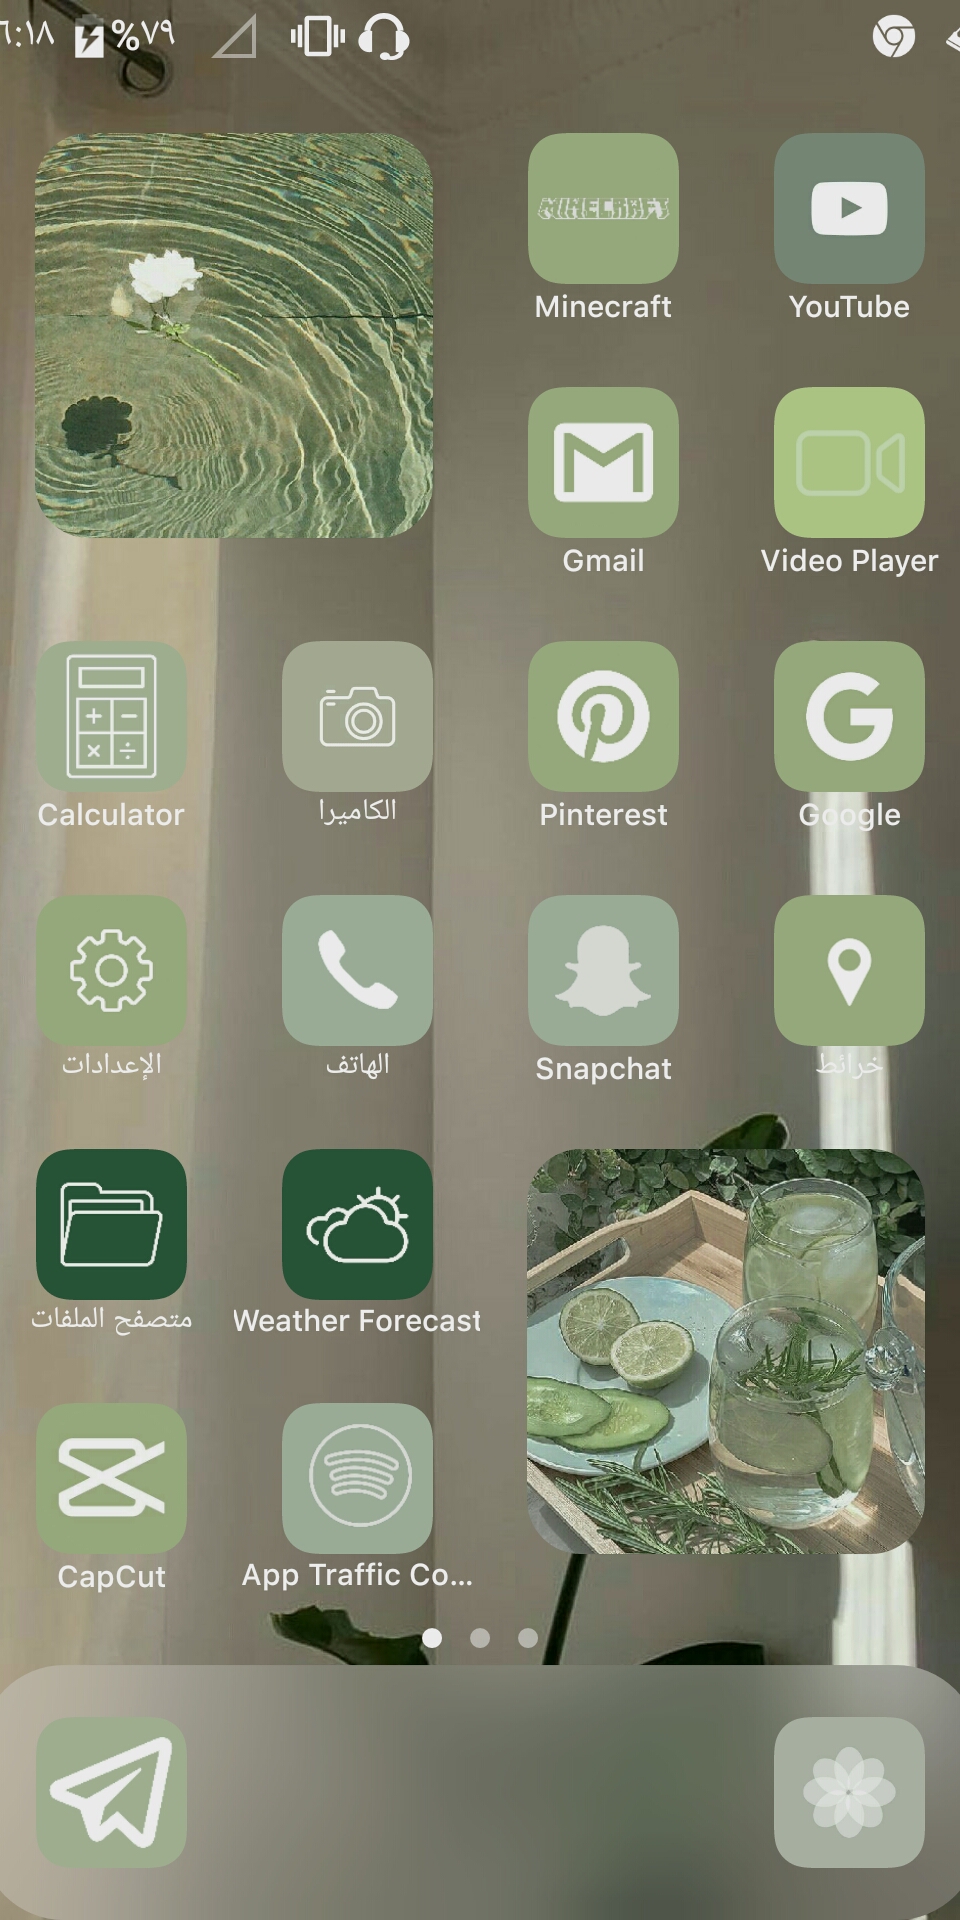 ٦:١٨ %٧٩
MINECRAFT
Minecraft
YouTube
Gmail
Video Player
Calculator
الكاميرا
Pinterest
Google
الإعدادات
الهاتف
Snapchat
خرائط
متصفح الملفات
Weather Forecast
CapCut
App Traffic Co...